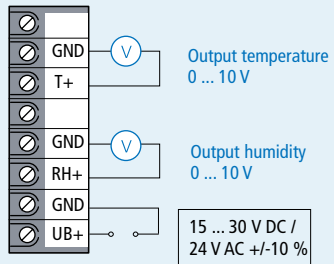 GND
V
Output temperature
T+
0 ... 10 V
GND
V
Output humidity
RH+
0 ... 10 V
GND
UB+
15 ... 30 V DC /
24 V AC +/-10 %